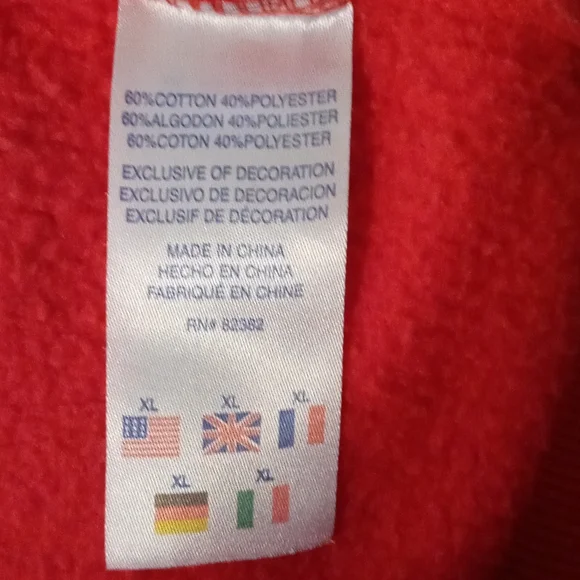 60%COTTON 40%POLYESTER
60%ALGODON 40%POLIESTER
60%COTON 40%POLYESTER
EXCLUSIVE OF DECORATION
EXCLUSIVO DE DECORACION
EXCLUSIF DE DÉCORATION
MADE IN CHINA
HECHO EN CHINA
FABRIQUÉ EN CHINE
RN# 82382
XL XL XL
XL XL